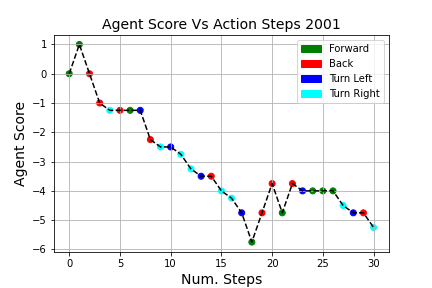 Agent Score Vs Action Steps 2001
Forward
Back
Turn Left
Turn Right
1
0
−1
−2
−3
−4
−5
−6
Agent Score
0 5 10 15 20 25 30
Num. Steps